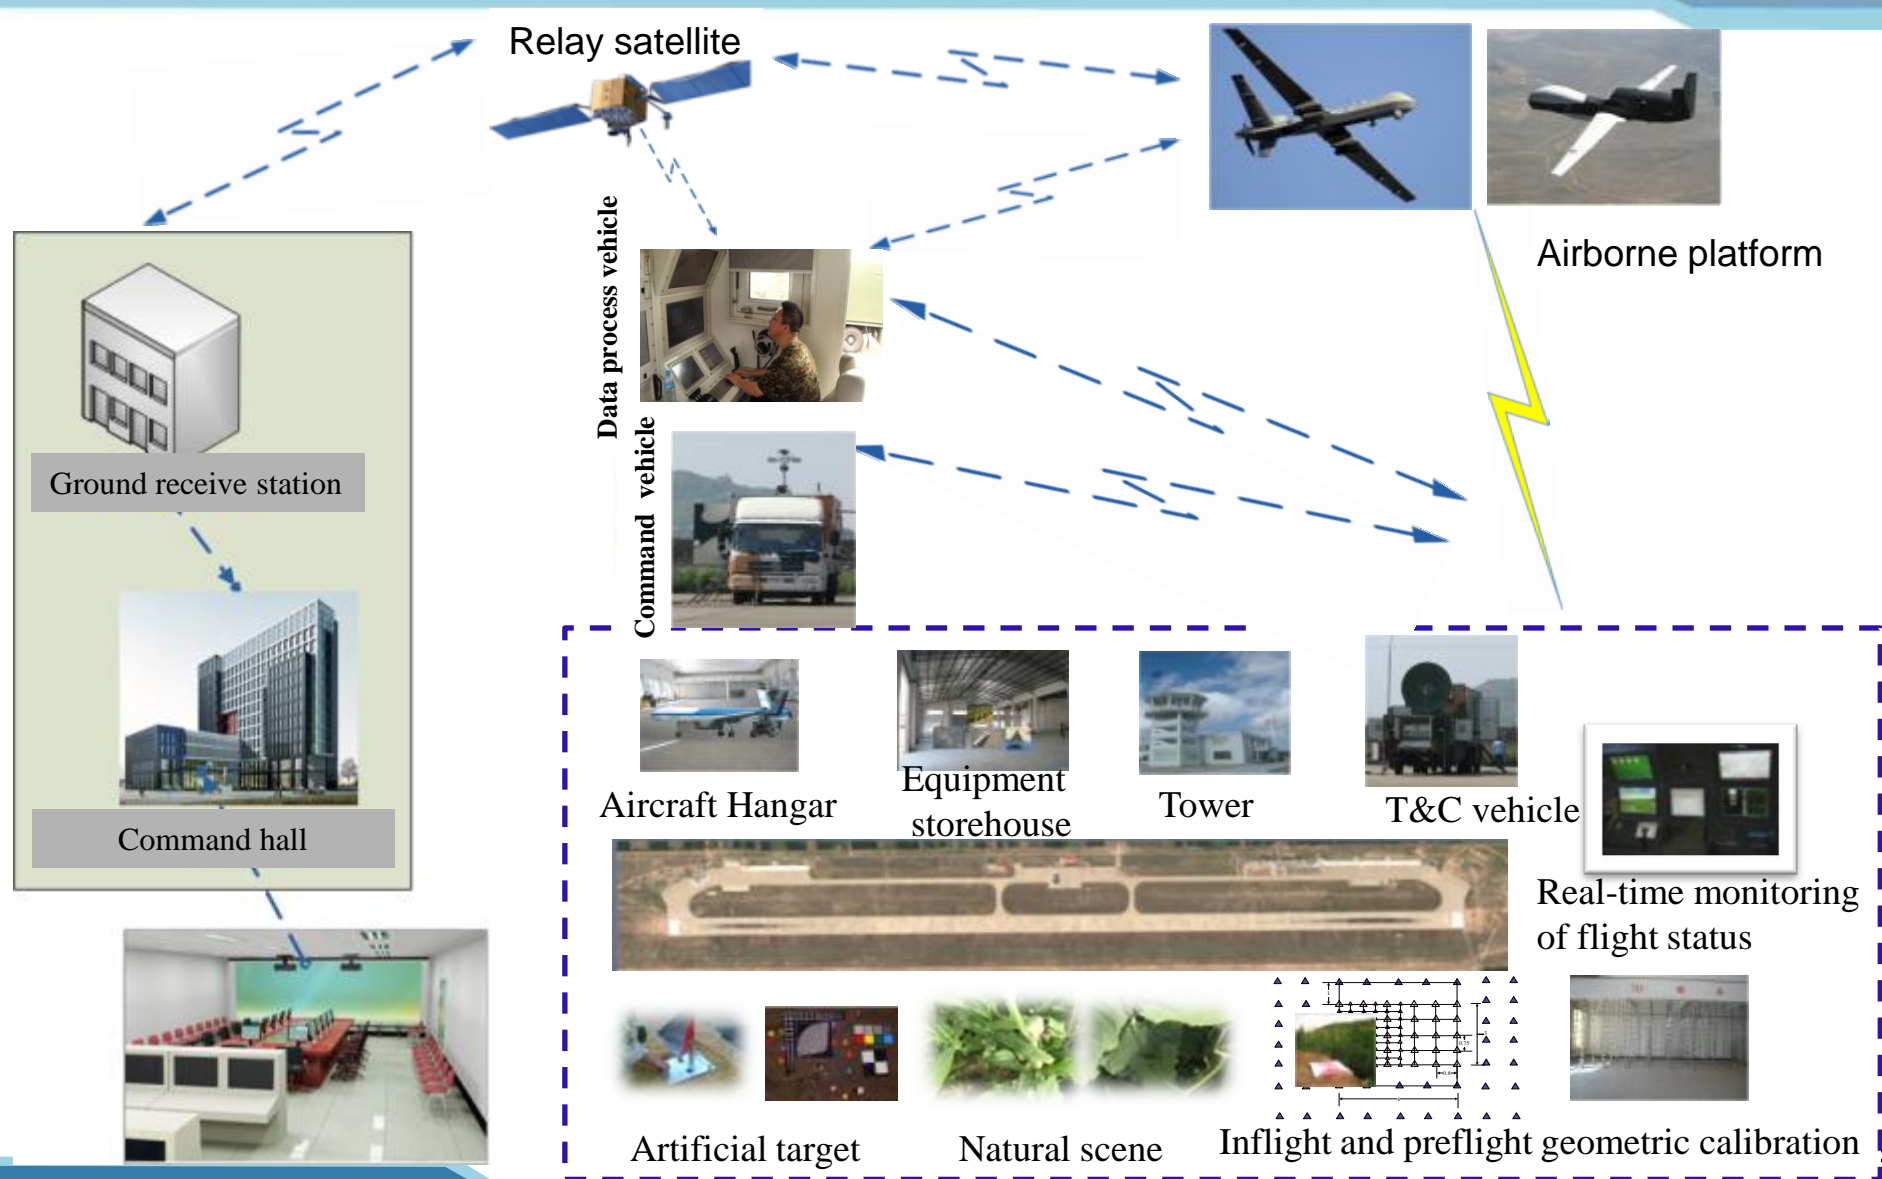 Relay satellite
Airborne platform
Data process vehicle
Command vehicle
Ground receive station
Command hall
Aircraft Hangar
Equipment
storehouse
Tower
T&C vehicle
Real-time monitoring
of flight status
Artificial target
Natural scene
Inflight and preflight geometric calibration